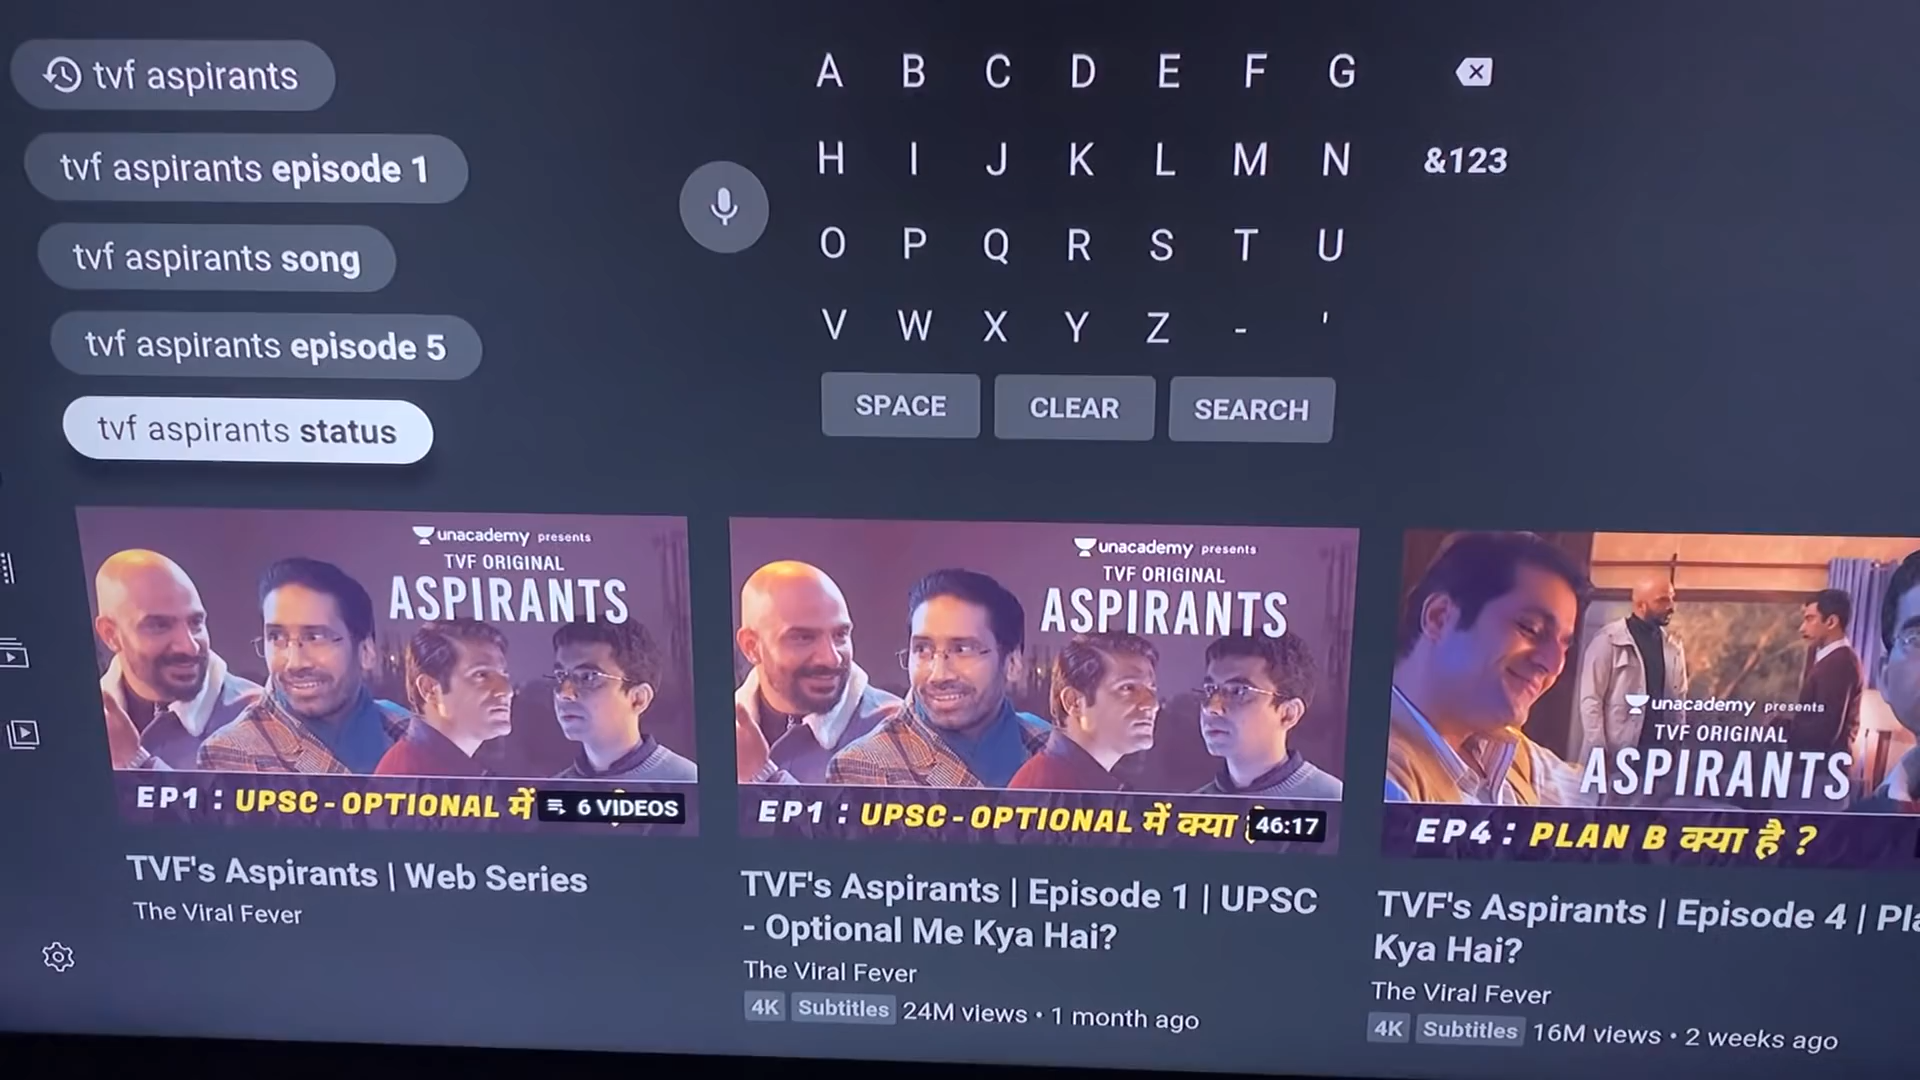 tvf aspirants
tvf aspirants episode 1
tvf aspirants song
tvf aspirants episode 5
tvf aspirants status
A B C D E F G
H I J K L M N &123
O P Q R S T U
V W X Y Z - '
SPACE CLEAR SEARCH
unacademy presents
TVF ORIGINAL
ASPIRANTS
EP1 : UPSC-OPTIONAL में
6 VIDEOS
TVF's Aspirants | Web Series
The Viral Fever
unacademy presents
TVF ORIGINAL
ASPIRANTS
EP1 : UPSC-OPTIONAL में क्या
46:17
TVF's Aspirants | Episode 1 | UPSC
- Optional Me Kya Hai?
The Viral Fever
4K Subtitles 24M views • 1 month ago
unacademy presents
TVF ORIGINAL
ASPIRANTS
EP4 : PLAN B क्या है ?
TVF's Aspirants | Episode 4 |
Kya Hai?
The Viral Fever
4K Subtitles 16M views • 2 weeks ago